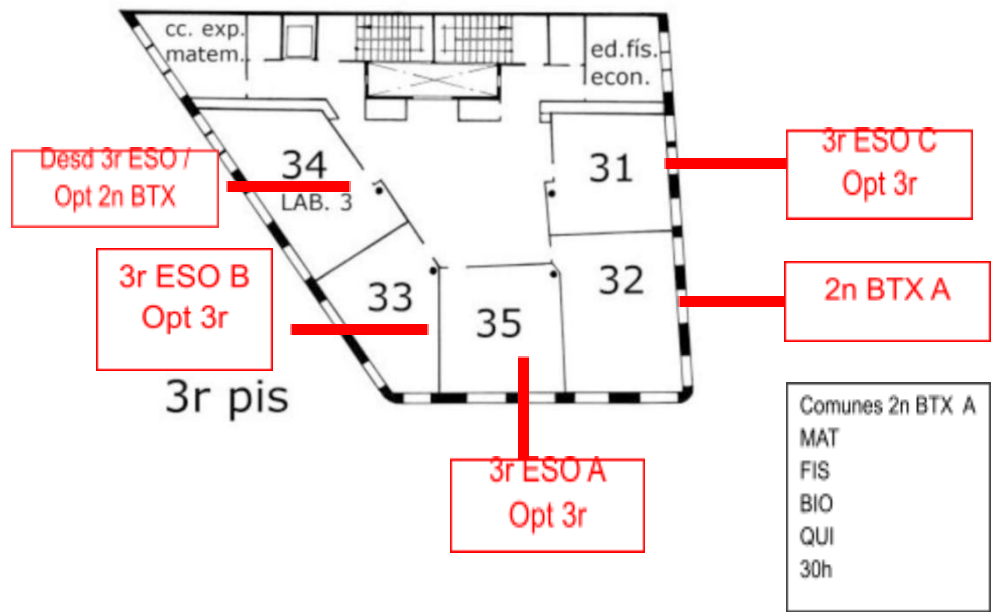 cc. exp.
matem.
ed.fís.
econ.
Desd 3r ESO /
Opt 2n BTX
34
LAB. 3
31
3r ESO C
Opt 3r
3r ESO B
Opt 3r
33
35
32
2n BTX A
3r pis
3r ESO A
Opt 3r
Comunes 2n BTX A
MAT
FIS
BIO
QUI
30h